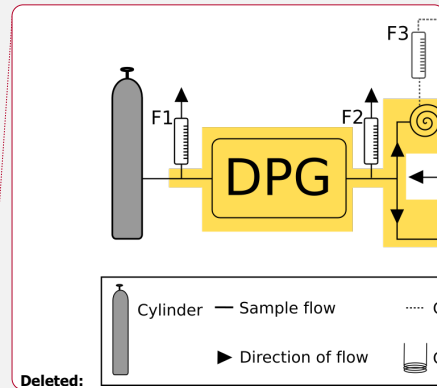 F3
F1
F2
DPG
Cylinder
Sample flow
Direction of flow
Deleted: